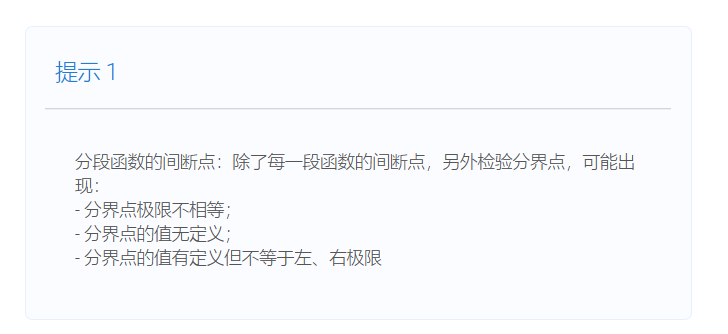 提示 1
分段函数的间断点：除了每一段函数的间断点，另外检验分界点，可能出
现：
- 分界点极限不相等；
- 分界点的值无定义；
- 分界点的值有定义但不等于左、右极限